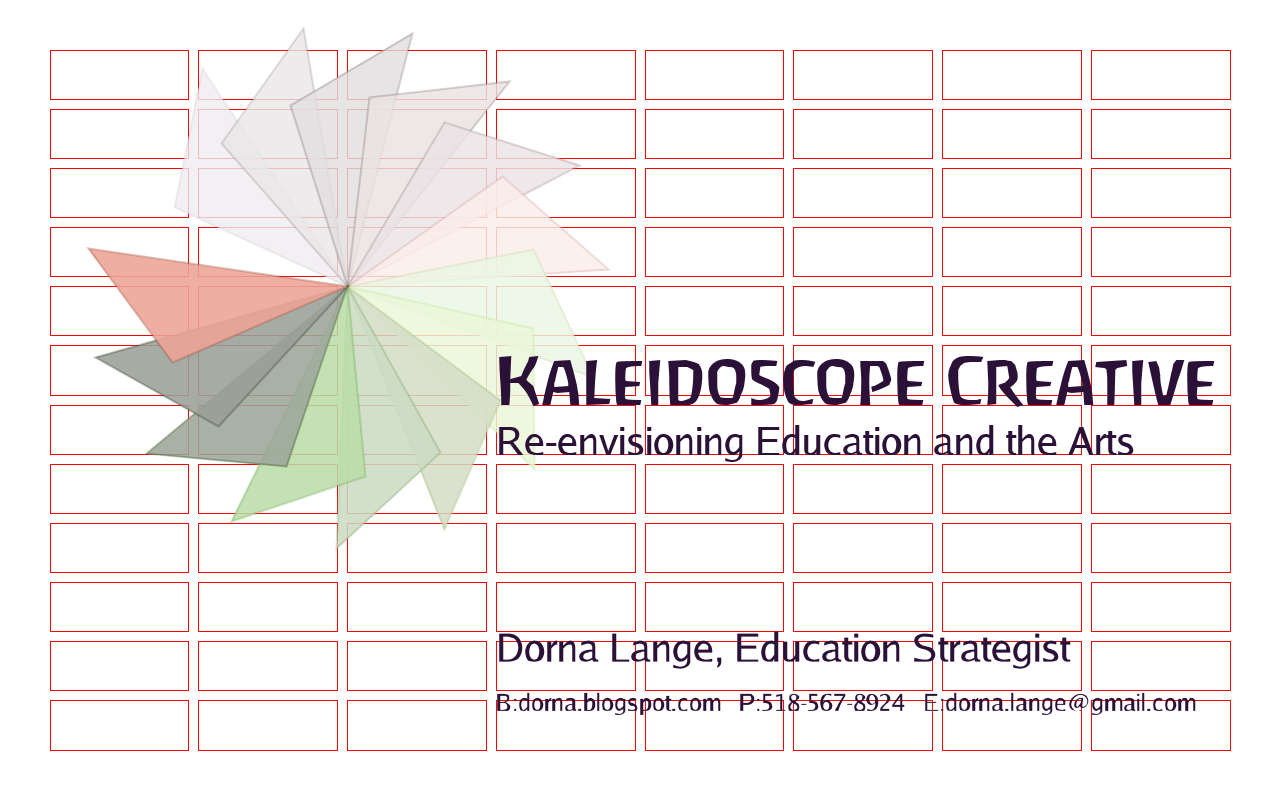 KALEIDOSCOPE CREATIVE
Re-envisioning Education and the Arts
Dorna Lange, Education Strategist
B:dorna.blogspot.com P:518-567-8924 E:dorna.lange@gmail.com